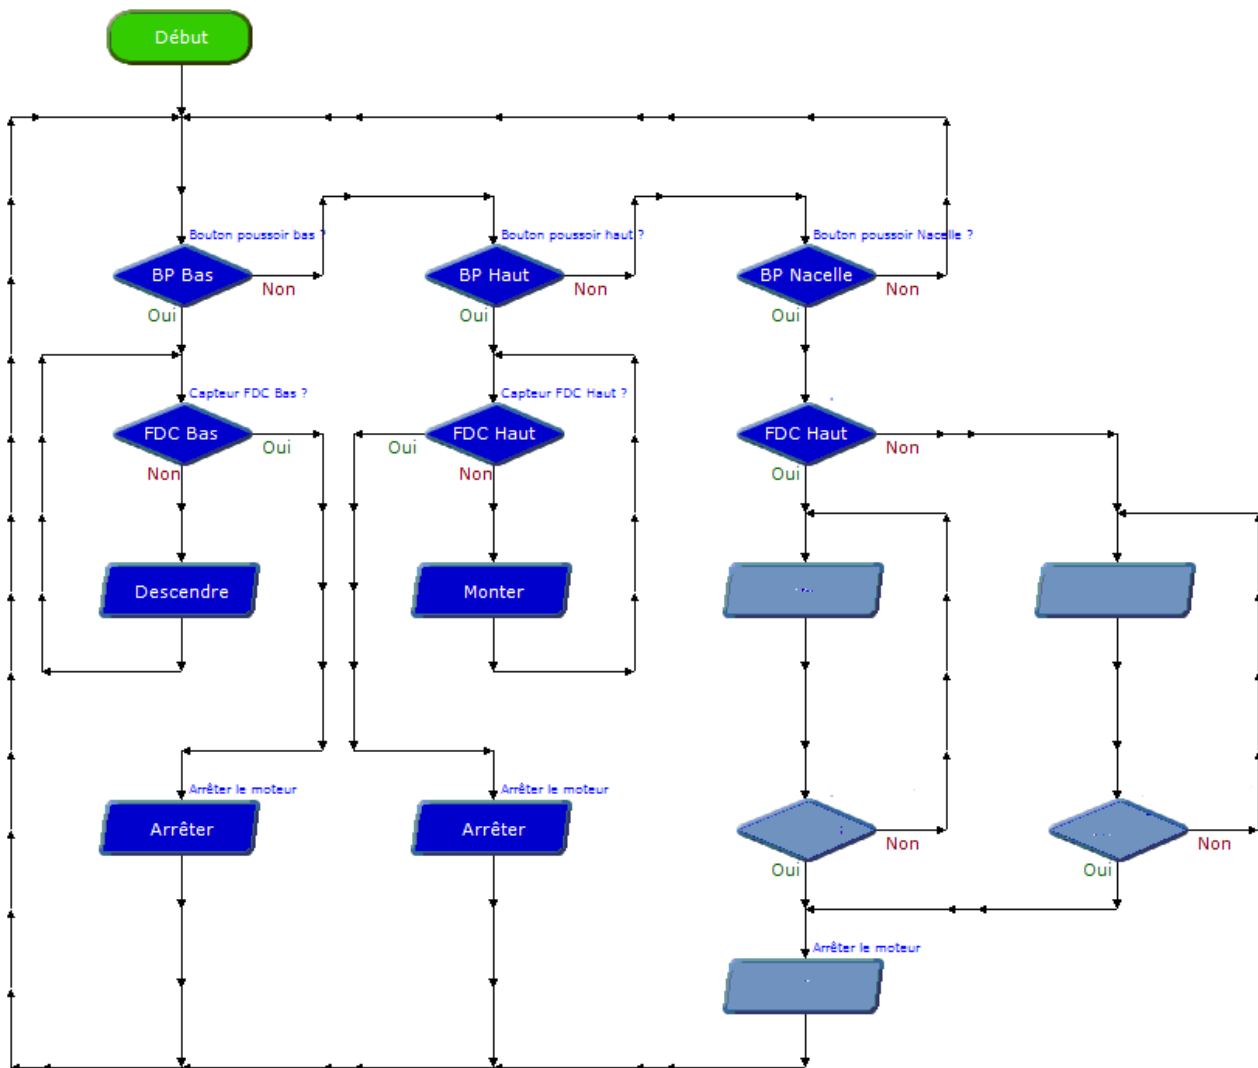 Début
Bouton poussoir bas ?
Bouton poussoir haut ?
Bouton poussoir Nacelle ?
BP Bas
Non
Oui
BP Haut
Non
Oui
BP Nacelle
Non
Oui
Capteur FDC Bas ?
Capteur FDC Haut ?
FDC Bas
Oui
Non
FDC Haut
Oui
Non
FDC Haut
Non
Oui
Descendre
Monter
Arrêter le moteur
Arrêter le moteur
Arrêter
Arrêter
Non
Oui
Non
Oui
Arrêter le moteur